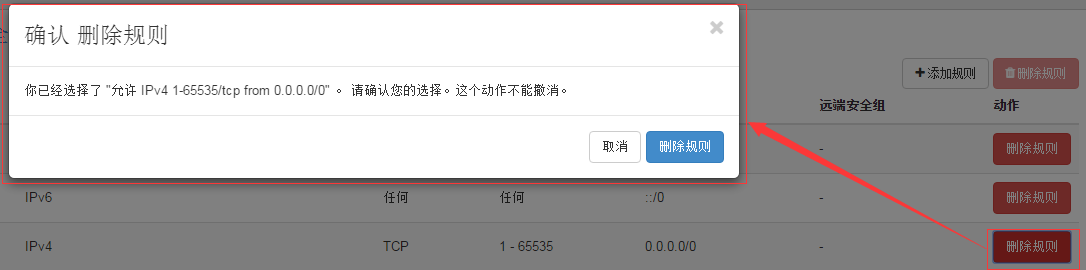 确认 删除规则
×
你已经选择了 "允许 IPv4 1-65535/tcp from 0.0.0.0/0" 。 请确认您的选择。这个动作不能撤消。
取消 删除规则
添加规则 删除规则
远端安全组 动作
- 删除规则
IPv6 任何 任何 ::/0 - 删除规则
IPv4 TCP 1 - 65535 0.0.0.0/0 - 删除规则